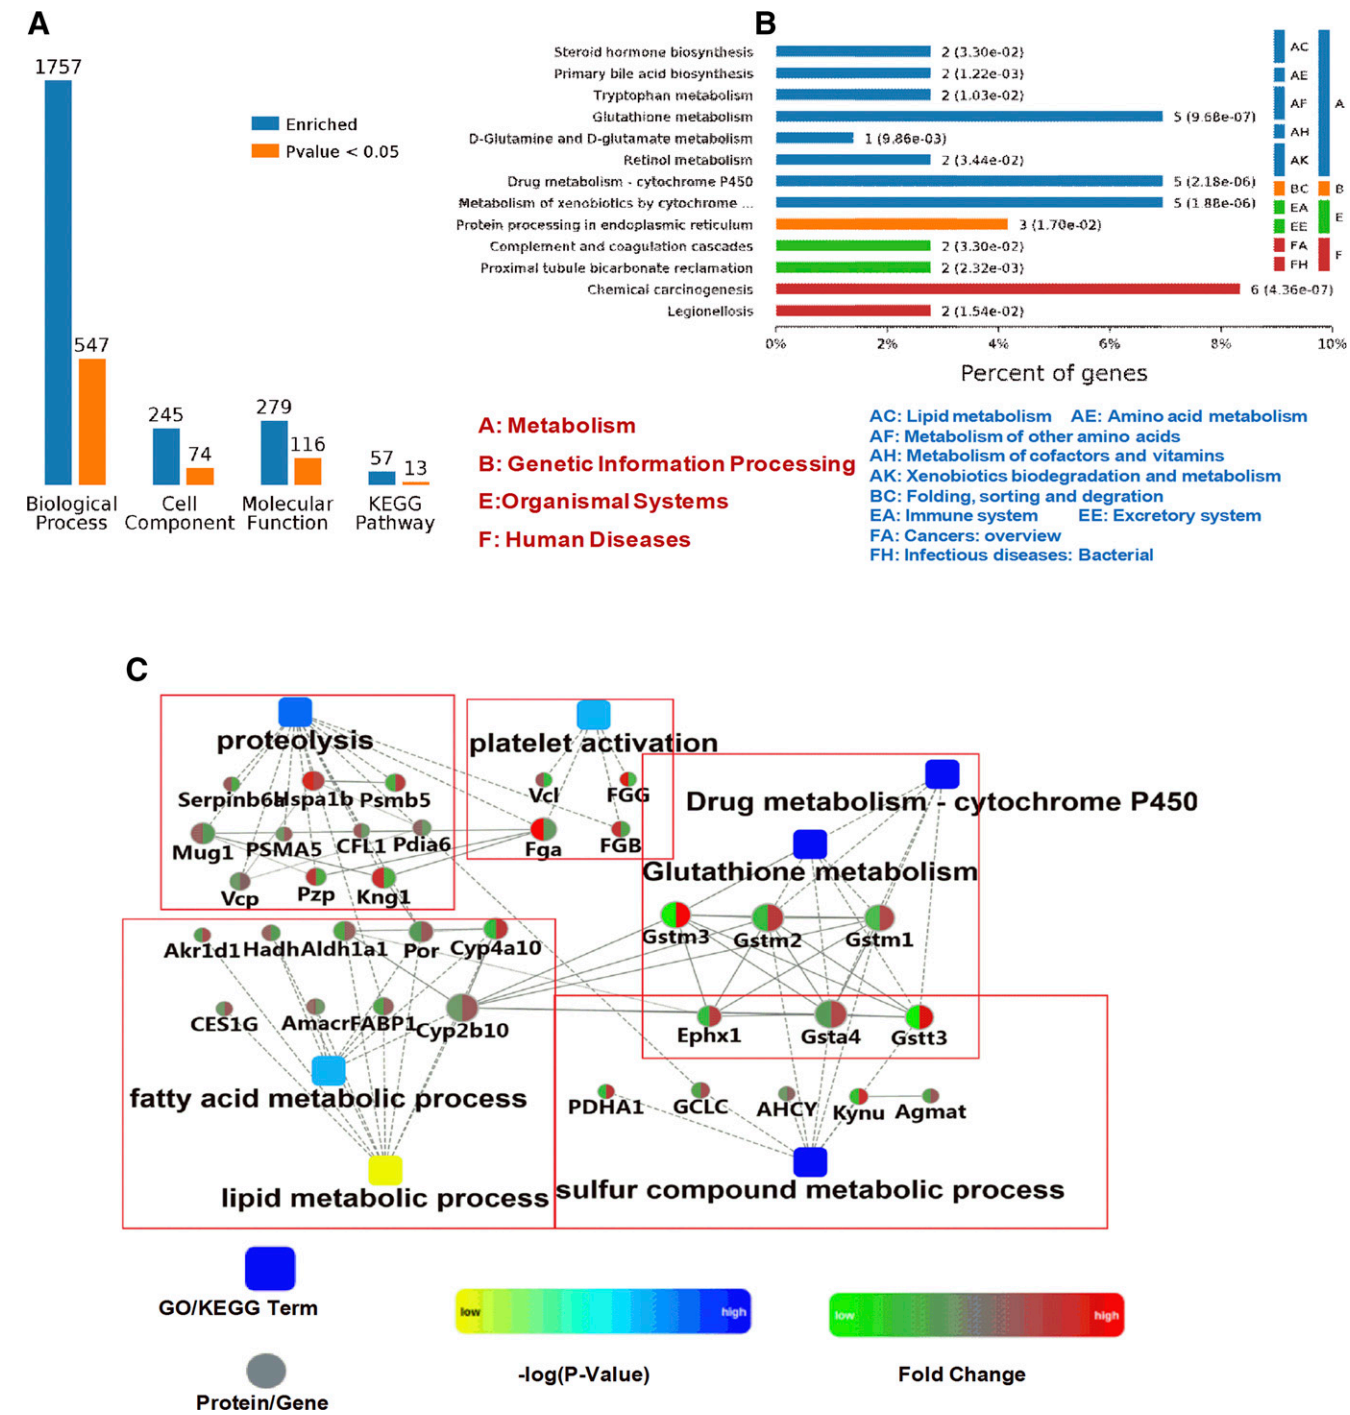 A
1757
547
245
74
279
116
57
13
Enriched
Pvalue < 0.05
Biological
Process
Cell
Component
Molecular
Function
KEGG
Pathway
B
Steroid hormone biosynthesis
2 (3.30e-02)
Primary bile acid biosynthesis
2 (1.22e-03)
Tryptophan metabolism
2 (1.03e-02)
Glutathione metabolism
5 (9.68e-07)
D-Glutamine and D-glutamate metabolism
1 (9.86e-03)
Retinol metabolism
2 (3.44e-02)
Drug metabolism - cytochrome P450
5 (2.18e-06)
Metabolism of xenobiotics by cytochrome ...
5 (1.88e-06)
Protein processing in endoplasmic reticulum
3 (1.70e-02)
Complement and coagulation cascades
2 (3.30e-02)
Proximal tubule bicarbonate reclamation
2 (2.32e-03)
Chemical carcinogenesis
6 (4.36e-07)
Legionellosis
2 (1.54e-02)
0% 2% 4% 6% 8% 10%
Percent of genes
AC
AE
AF
AH
AK
BC
EA
EE
FA
FH
A
B
E
F
A: Metabolism
B: Genetic Information Processing
E:Organismal Systems
F: Human Diseases
AC: Lipid metabolism AE: Amino acid metabolism
AF: Metabolism of other amino acids
AH: Metabolism of cofactors and vitamins
AK: Xenobiotics biodegradation and metabolism
BC: Folding, sorting and degration
EA: Immune system EE: Excretory system
FA: Cancers: overview
FH: Infectious diseases: Bacterial
C
proteolysis
Serpinb6a Hspa1b Psmb5
Mug1 PSMA5 CFL1 Pdia6
Vcp Pzp Kng1
platelet activation
Vcl FGG
Fga FGB
Drug metabolism - cytochrome P450
Glutathione metabolism
Gstm3 Gstm2 Gstm1
Ephx1 Gsta4 Gstt3
Akr1d1 Hadh Aldh1a1 Por Cyp4a10
CES1G Amacr FABP1 Cyp2b10
fatty acid metabolic process
lipid metabolic process
PDHA1 GCLC AHCY Kynu Agmat
sulfur compound metabolic process
GO/KEGG Term
Protein/Gene
low high
-log(P-Value)
low high
Fold Change